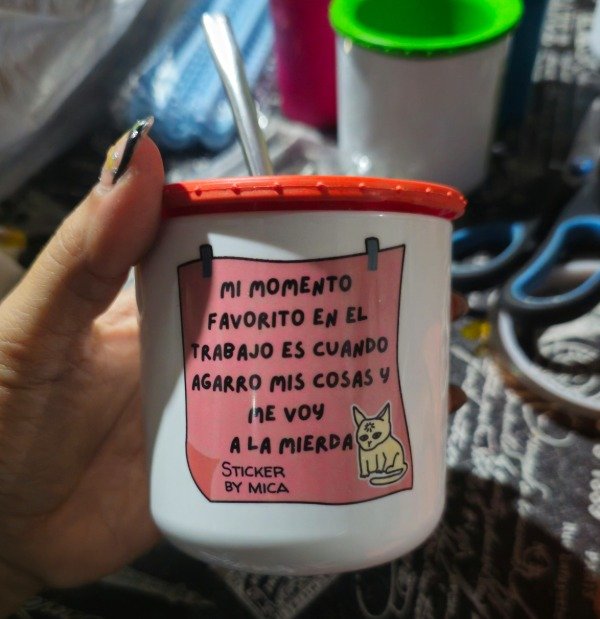 MI MOMENTO
FAVORITO EN EL
TRABAJO ES CUANDO
AGARRO MIS COSAS Y
ME VOY
A LA MIERDA
STICKER
BY MICA